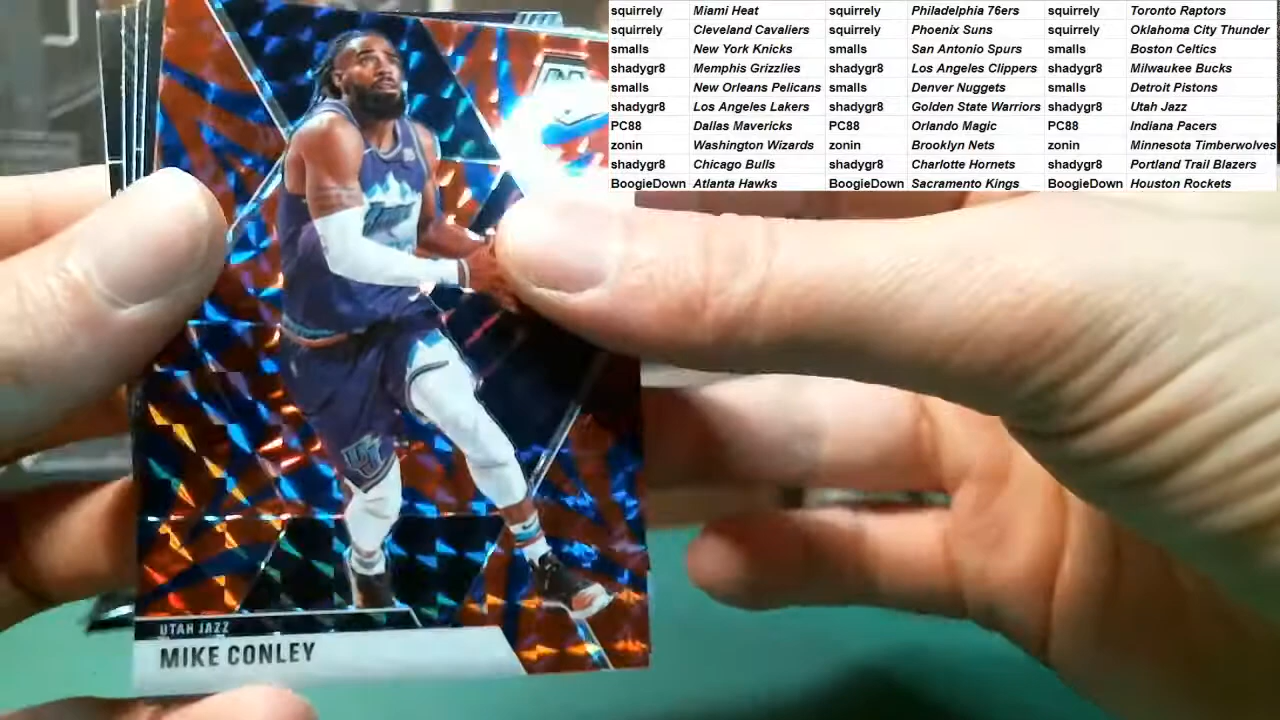 squirrely Miami Heat squirrely Philadelphia 76ers squirrely Toronto Raptors
squirrely Cleveland Cavaliers squirrely Phoenix Suns squirrely Oklahoma City Thunder
smalls New York Knicks smalls San Antonio Spurs smalls Boston Celtics
shadygr8 Memphis Grizzlies shadygr8 Los Angeles Clippers shadygr8 Milwaukee Bucks
smalls New Orleans Pelicans smalls Denver Nuggets smalls Detroit Pistons
shadygr8 Los Angeles Lakers shadygr8 Golden State Warriors shadygr8 Utah Jazz
PC88 Dallas Mavericks PC88 Orlando Magic PC88 Indiana Pacers
zonin Washington Wizards zonin Brooklyn Nets zonin Minnesota Timberwolves
shadygr8 Chicago Bulls shadygr8 Charlotte Hornets shadygr8 Portland Trail Blazers
BoogieDown Atlanta Hawks BoogieDown Sacramento Kings BoogieDown Houston Rockets
UTAH JAZZ
MIKE CONLEY